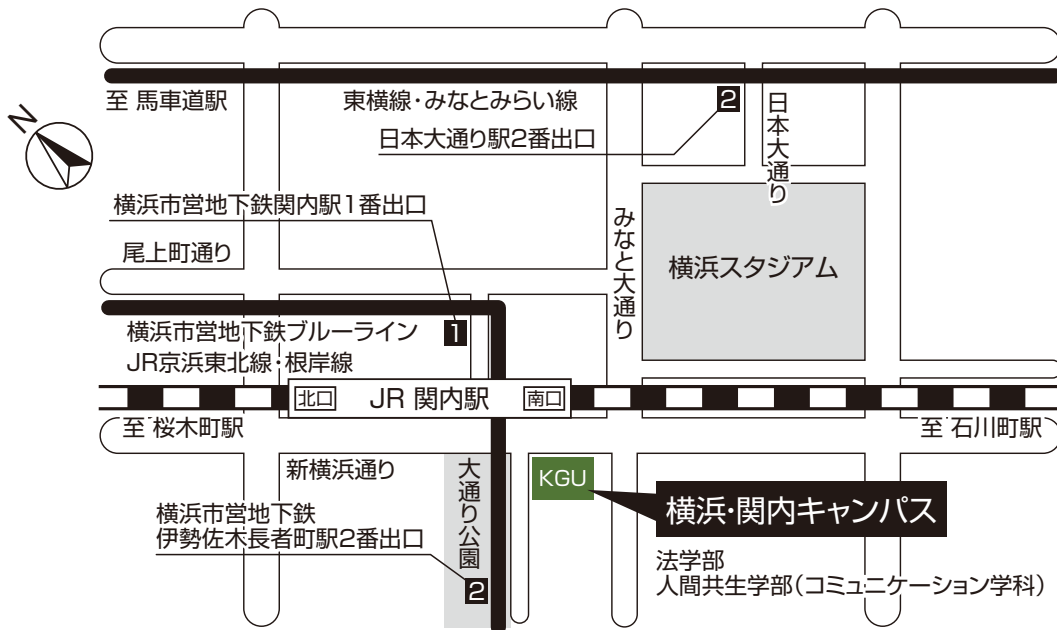 至 馬車道駅
東横線・みなとみらい線
2
日本大通り駅2番出口
日本大通り
N
横浜市営地下鉄関内駅1番出口
みなと大通り
尾上町通り
横浜スタジアム
横浜市営地下鉄ブルーライン
1
JR京浜東北線・根岸線
北口
JR 関内駅
南口
至 桜木町駅
至 石川町駅
新横浜通り
大通り公園
KGU
横浜・関内キャンパス
横浜市営地下鉄
伊勢佐木長者町駅2番出口
2
法学部
人間共生学部（コミュニケーション学科）